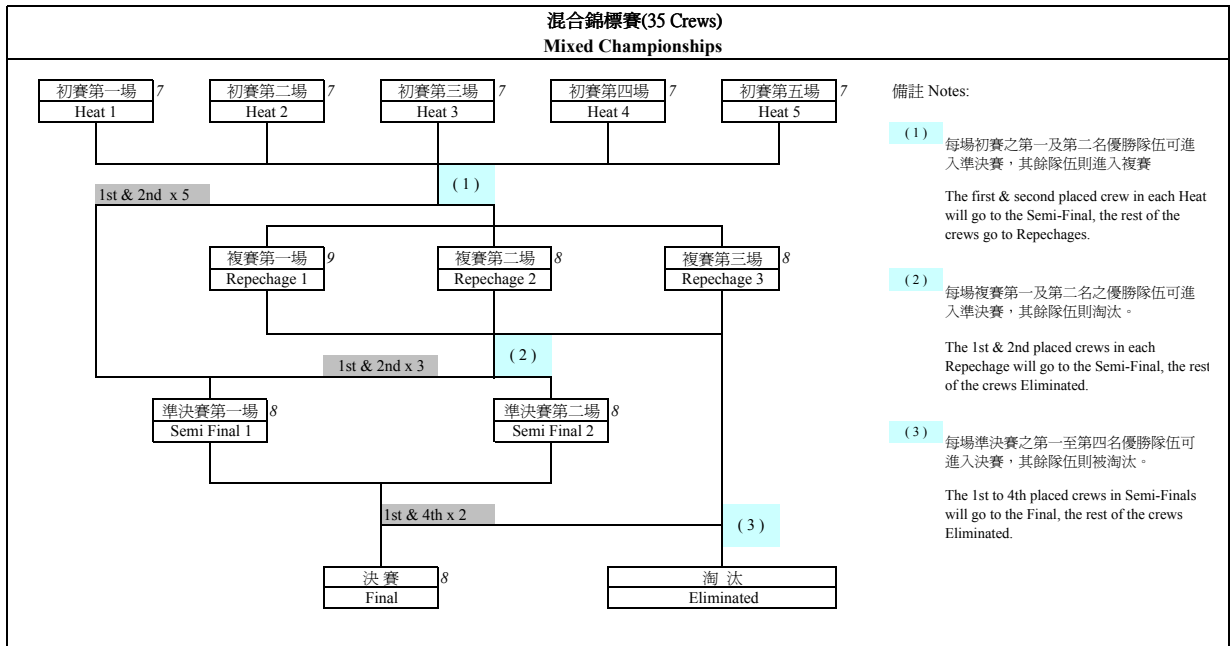 混合錦標賽(35 Crews)
Mixed Championships
初賽第一場 7 初賽第二場 7 初賽第三場 7 初賽第四場 7 初賽第五場 7
Heat 1 Heat 2 Heat 3 Heat 4 Heat 5
( 1 )
1st & 2nd x 5
複賽第一場 9 複賽第二場 8 複賽第三場 8
Repechage 1 Repechage 2 Repechage 3
( 2 )
1st & 2nd x 3
準決賽第一場 8 準決賽第二場 8
Semi Final 1 Semi Final 2
1st & 4th x 2
( 3 )
決 賽 8 淘 汰
Final Eliminated
備註 Notes:
( 1 )
每場初賽之第一及第二名優勝隊伍可進
入準決賽，其餘隊伍則進入複賽
The first & second placed crew in each Heat
will go to the Semi-Final, the rest of the
crews go to Repechages.
( 2 )
每場複賽第一及第二名之優勝隊伍可進
入準決賽，其餘隊伍則淘汰。
The 1st & 2nd placed crews in each
Repechage will go to the Semi-Final, the rest
of the crews Eliminated.
( 3 )
每場準決賽之第一至第四名優勝隊伍可
進入決賽，其餘隊伍則被淘汰。
The 1st to 4th placed crews in Semi-Finals
will go to the Final, the rest of the crews
Eliminated.